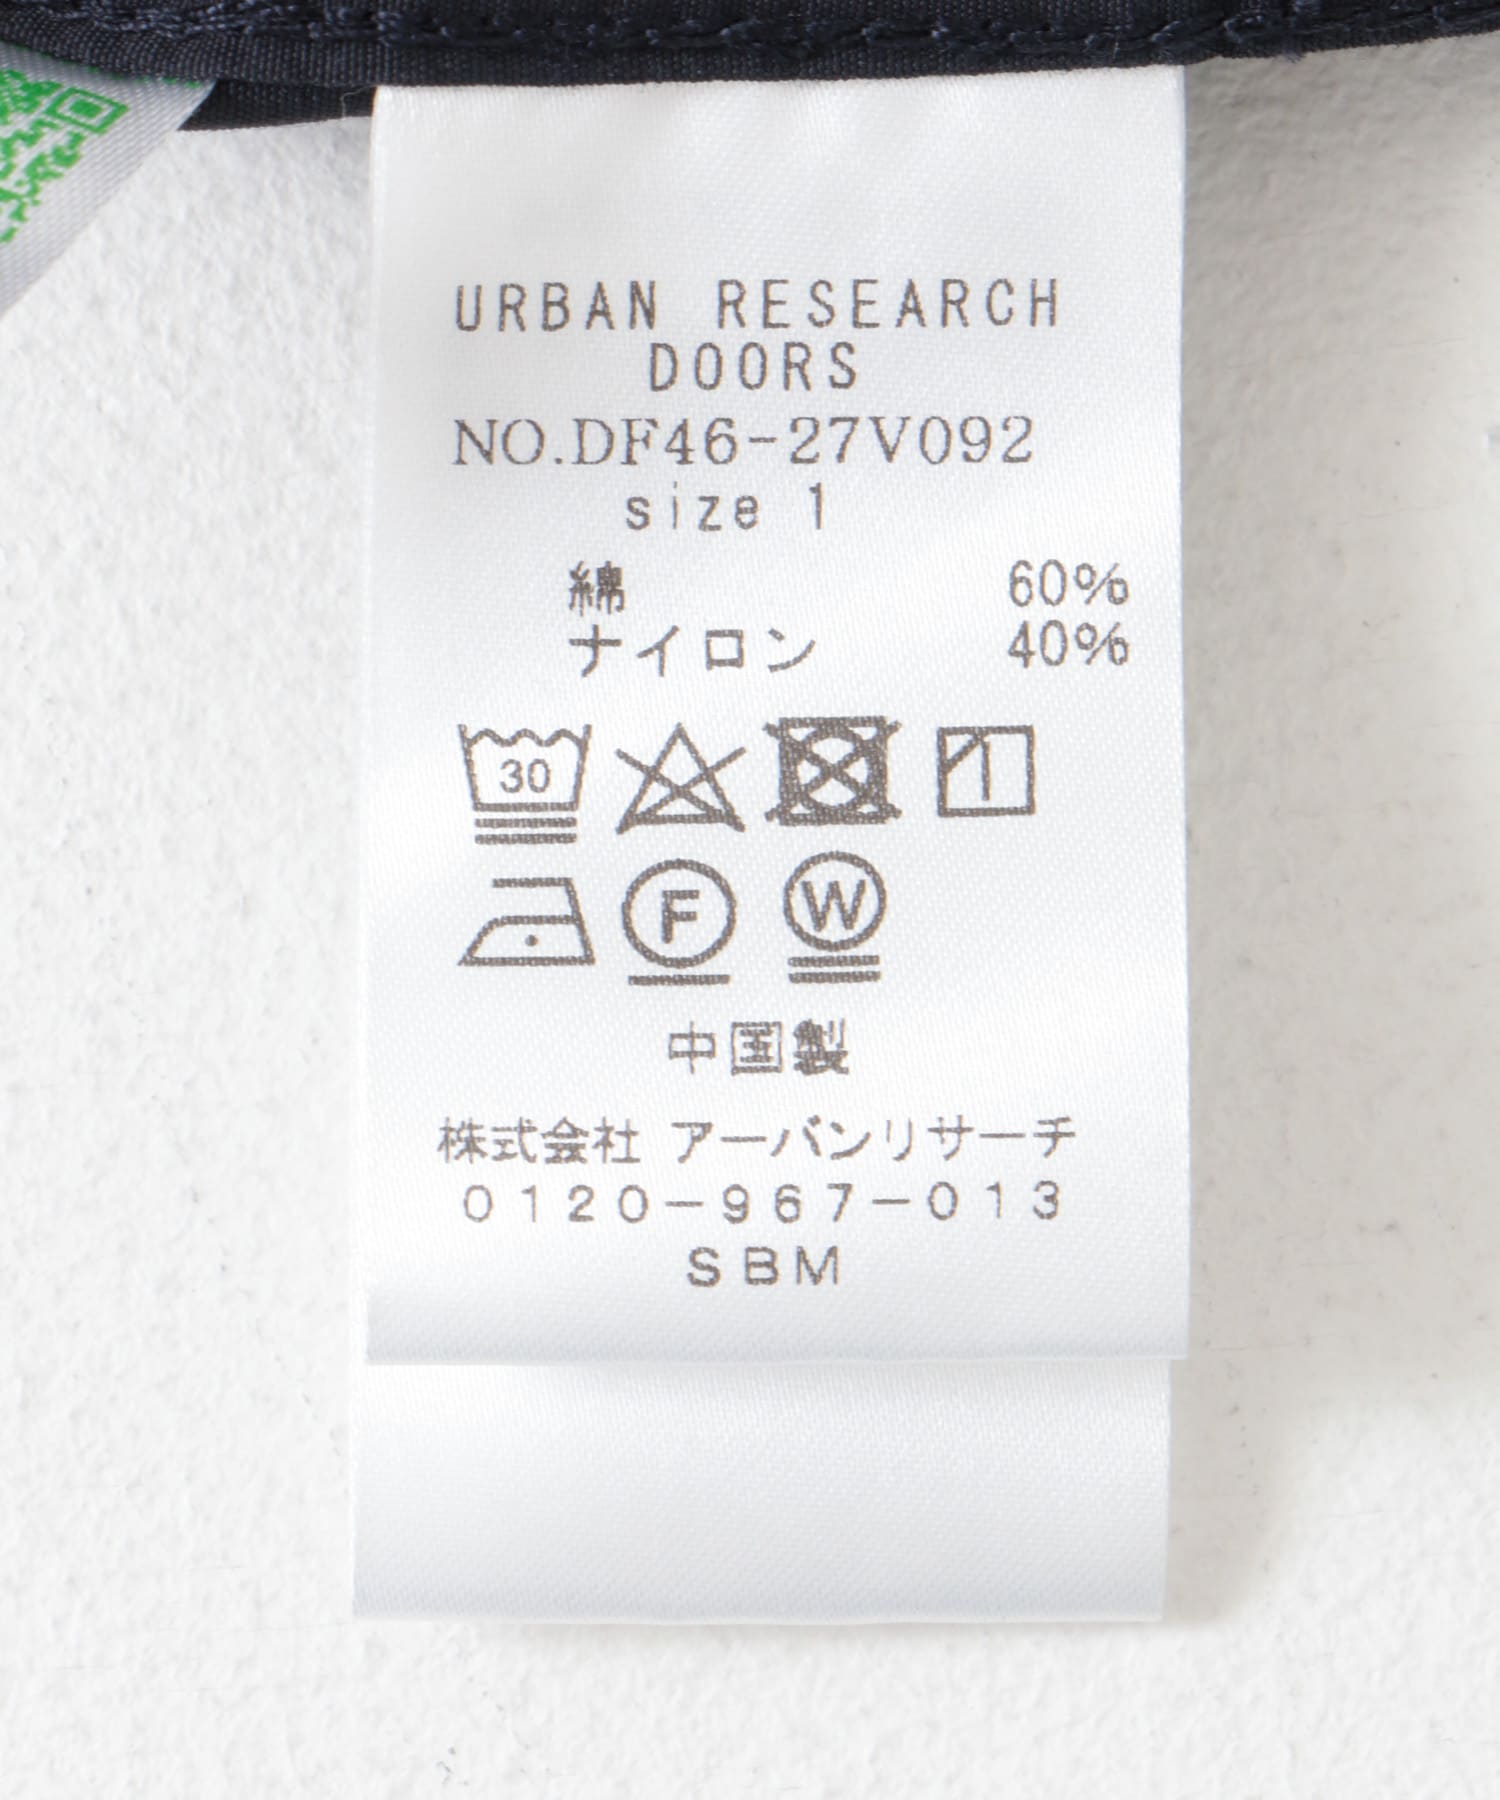 URBAN RESEARCH
DOORS
NO.DF46-27V092
size 1
綿 60%
ナイロン 40%
30
F
W
中国製
株式会社 アーバンリサーチ
0120-967-013
SBM